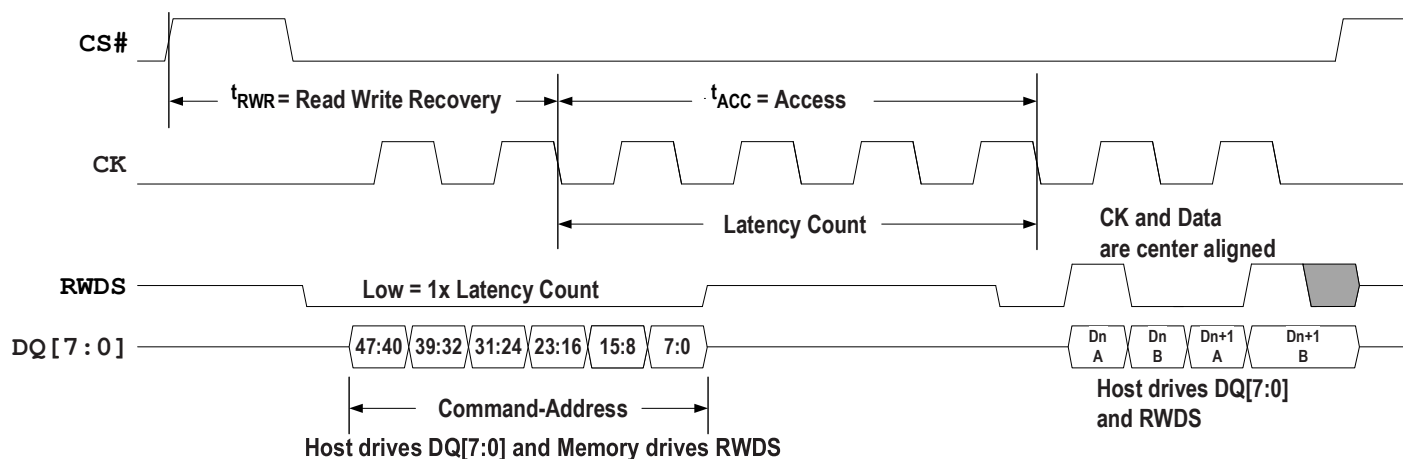 CS#
tRWR = Read Write Recovery
tACC = Access
CK
Latency Count
CK and Data
are center aligned
RWDS
Low = 1x Latency Count
DQ[7:0]
47:40 39:32 31:24 23:16 15:8 7:0
Dn A
Dn B
Dn+1 A
Dn+1 B
Command-Address
Host drives DQ[7:0]
and RWDS
Host drives DQ[7:0] and Memory drives RWDS